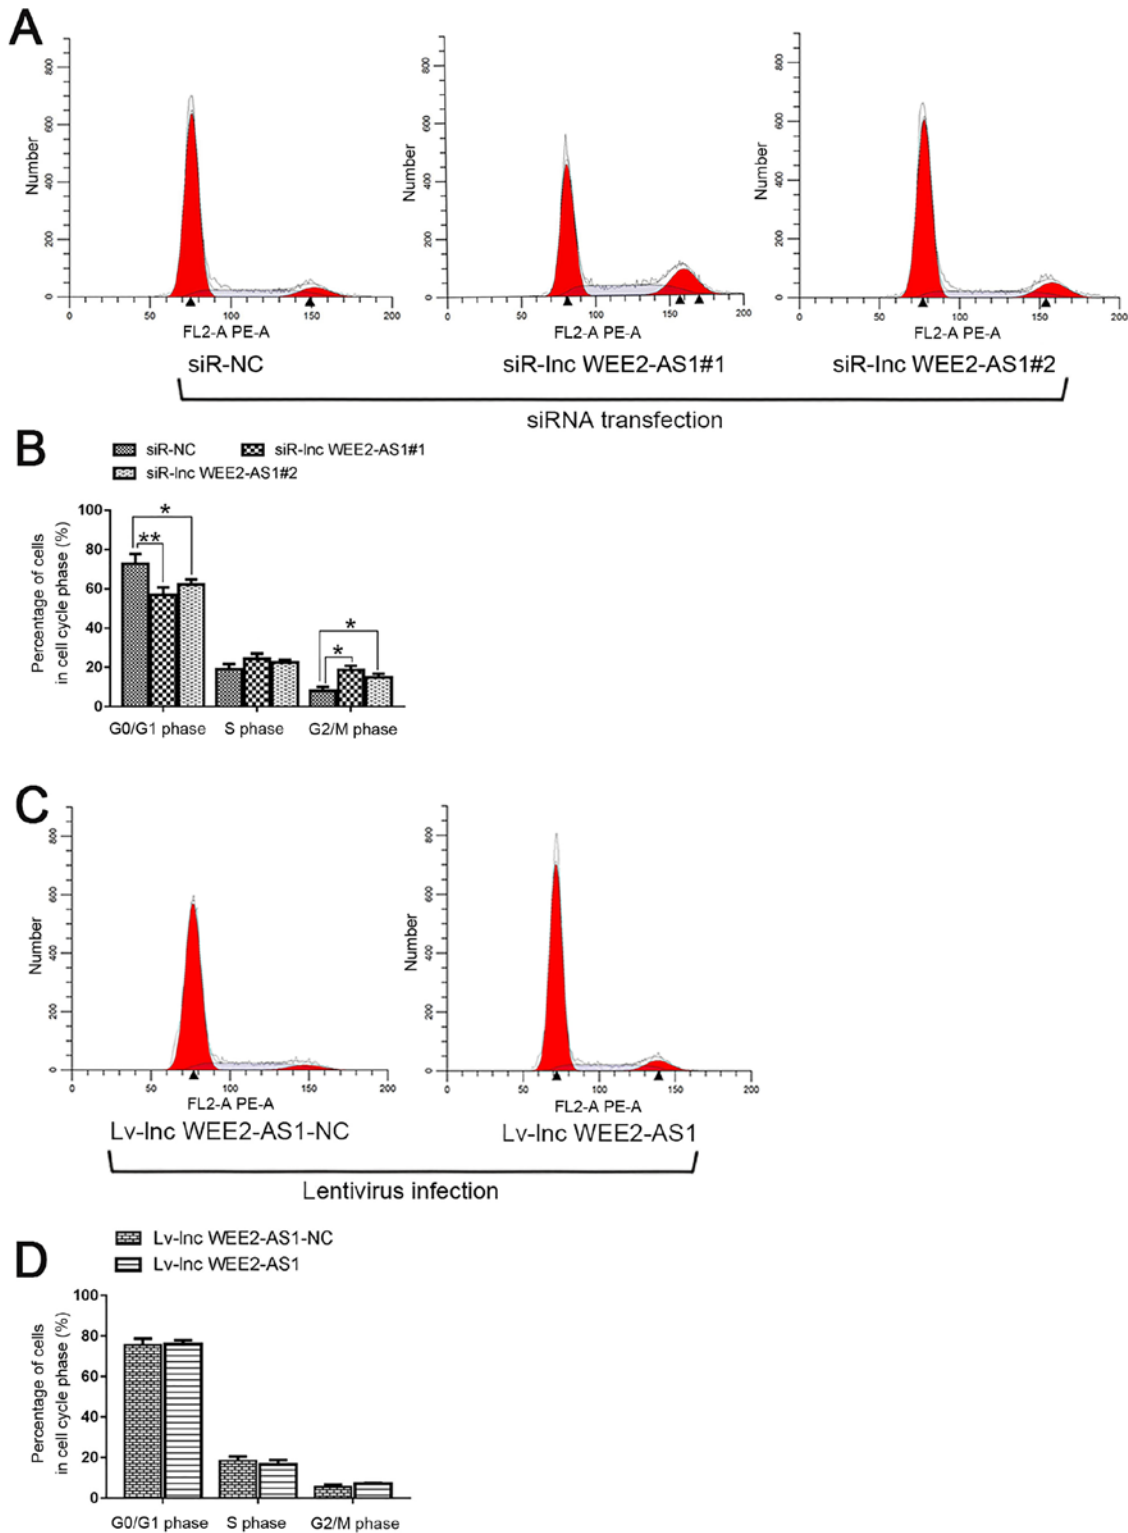 A
800
600
400
200
0
Number
0 50 100 150 200
FL2-A PE-A
siR-NC
800
600
400
200
0
Number
0 50 100 150 200
FL2-A PE-A
siR-lnc WEE2-AS1#1
800
600
400
200
0
Number
0 50 100 150 200
FL2-A PE-A
siR-lnc WEE2-AS1#2
siRNA transfection
B
siR-NC siR-lnc WEE2-AS1#1
siR-lnc WEE2-AS1#2
Percentage of cells
in cell cycle phase (%)
100
80
60
40
20
0
* **
* *
G0/G1 phase S phase G2/M phase
C
800
600
400
200
0
Number
0 50 100 150 200
FL2-A PE-A
Lv-lnc WEE2-AS1-NC
800
600
400
200
0
Number
0 50 100 150 200
FL2-A PE-A
Lv-lnc WEE2-AS1
Lentivirus infection
D
Lv-lnc WEE2-AS1-NC
Lv-lnc WEE2-AS1
Percentage of cells
in cell cycle phase (%)
100
80
60
40
20
0
G0/G1 phase S phase G2/M phase